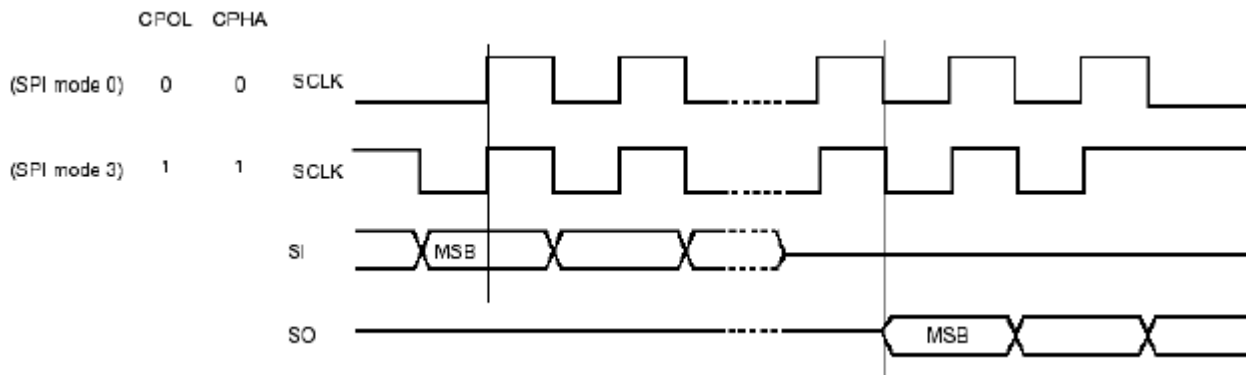 CPOL CPHA
(SPI mode 0) 0 0 SCLK
(SPI mode 3) 1 1 SCLK
SI MSB
SO MSB